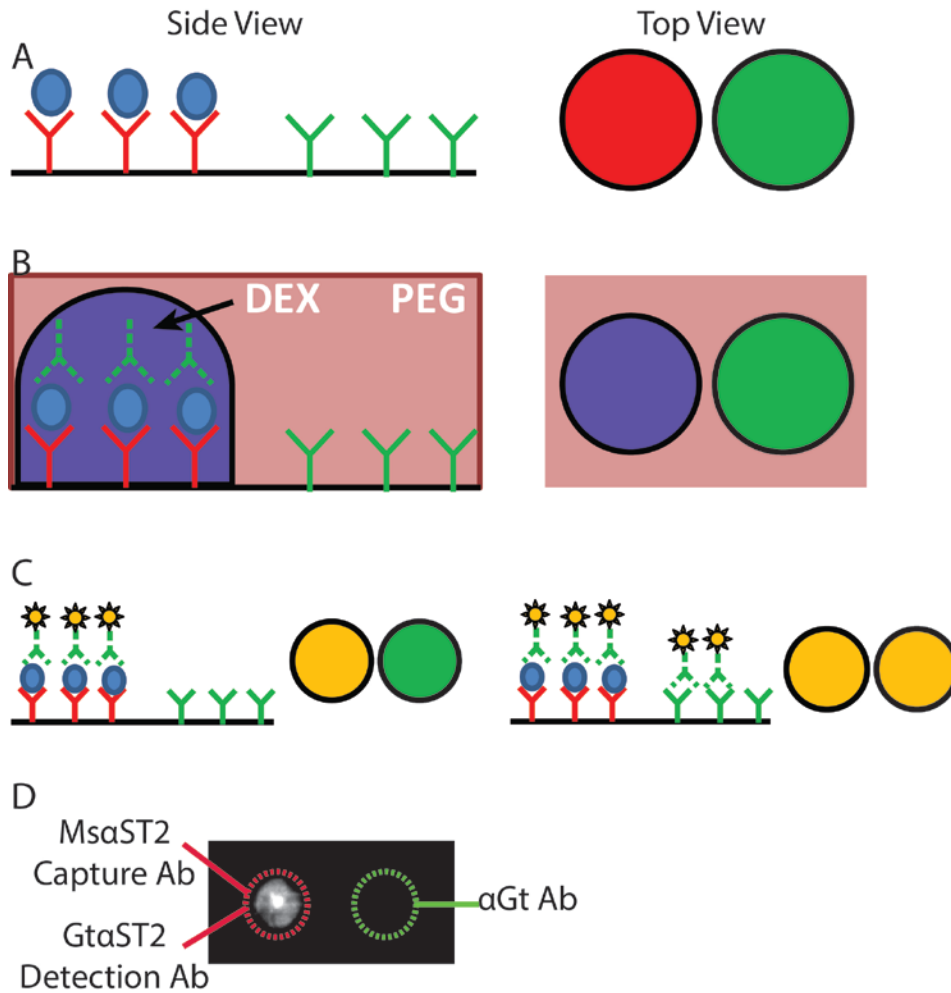 Side View
Top View
A
B
DEX
PEG
C
D
MsαST2
Capture Ab
GtαST2
Detection Ab
αGt Ab